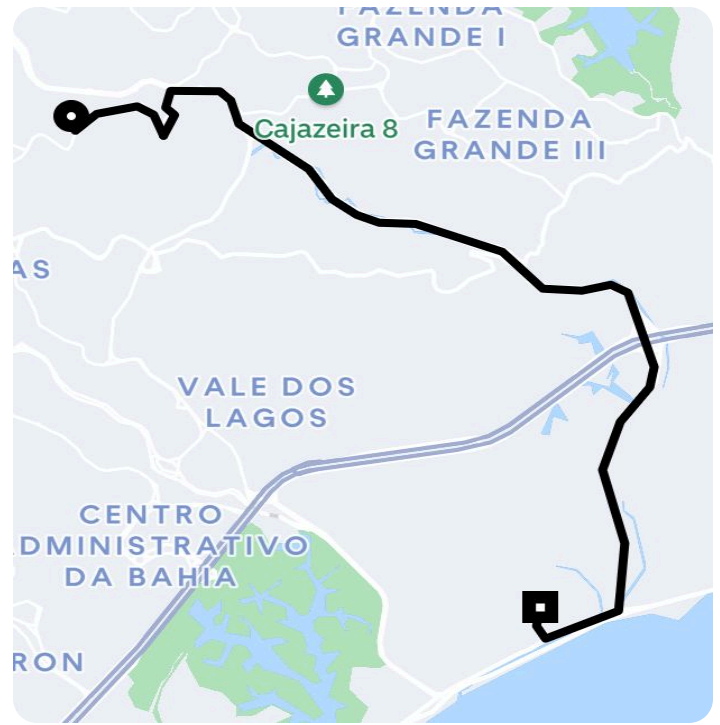 FAZENDA
GRANDE I
Cajazeira 8
FAZENDA
GRANDE III
AS
VALE DOS
LAGOS
CENTRO
DMINISTRATIVO
DA BAHIA
RON